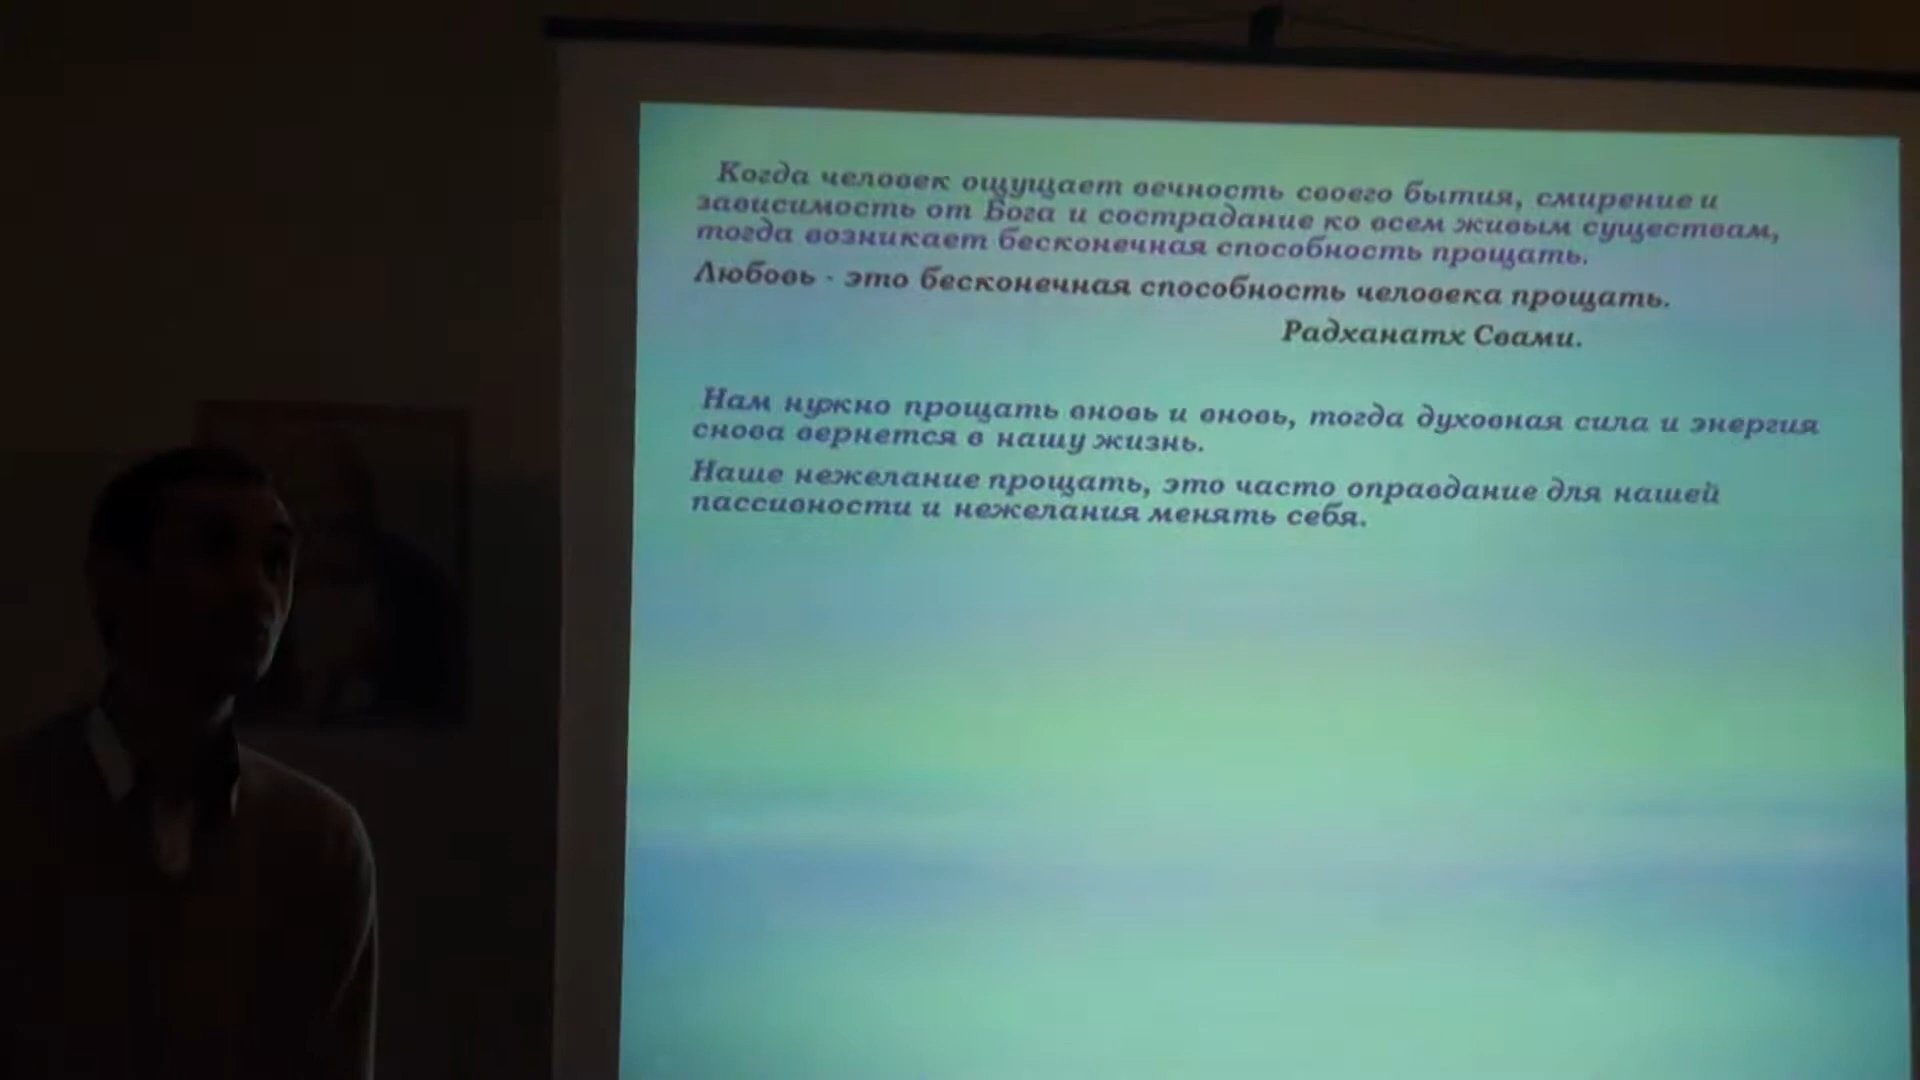 Когда человек ощущает вечность своего бытия, смирение и
зависимость от Бога и сострадание ко всем живым существам,
тогда возникает бесконечная способность прощать.
Любовь - это бесконечная способность человека прощать.
Радханатх Свами.
Нам нужно прощать вновь и вновь, тогда духовная сила и энергия
снова вернется в нашу жизнь.
Наше нежелание прощать, это часто оправдание для нашей
пассивности и нежелания менять себя.